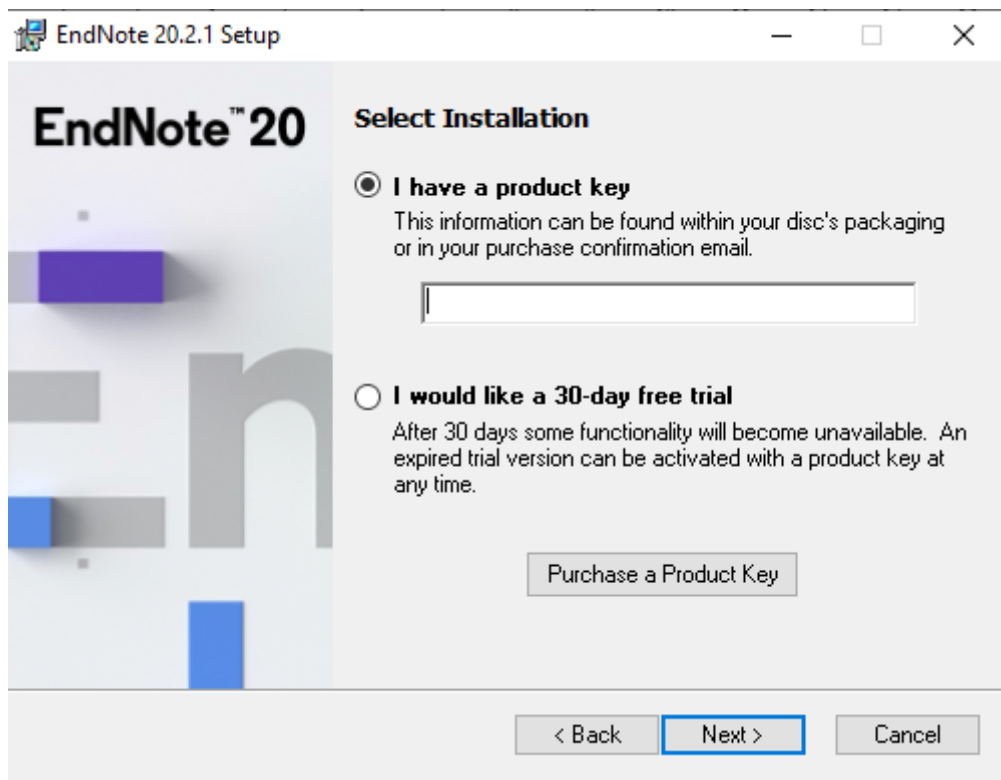 EndNote 20.2.1 Setup
EndNote™20
Select Installation
I have a product key
This information can be found within your disc's packaging
or in your purchase confirmation email.
I would like a 30-day free trial
After 30 days some functionality will become unavailable. An
expired trial version can be activated with a product key at
any time.
Purchase a Product Key
< Back Next > Cancel